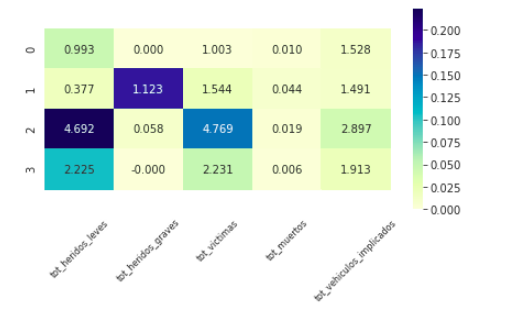 0.200
0.175
0.150
0.125
0.100
0.075
0.050
0.025
0.000
0 0.993 0.000 1.003 0.010 1.528
1 0.377 1.123 1.544 0.044 1.491
2 4.692 0.058 4.769 0.019 2.897
3 2.225 -0.000 2.231 0.006 1.913
tot_heridos_leves
tot_heridos_graves
tot_victimas
tot_muertos
tot_vehiculos_implicados